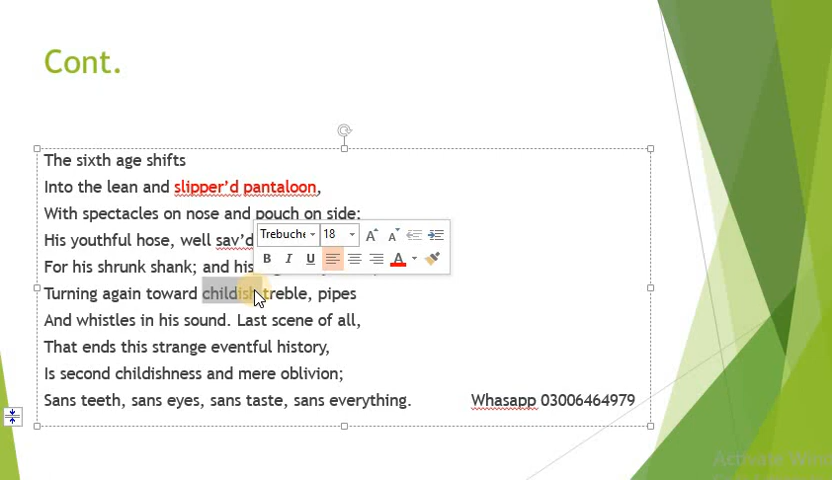 Cont.
The sixth age shifts
Into the lean and slipper'd pantaloon,
With spectacles on nose and pouch on side;
His youthful hose, well sav'd
Trebuche 18
For his shrunk shank; and his
B I U A
Turning again toward childish treble, pipes
And whistles in his sound. Last scene of all,
That ends this strange eventful history,
Is second childishness and mere oblivion;
Sans teeth, sans eyes, sans taste, sans everything. Whasapp 03006464979
Activate Win